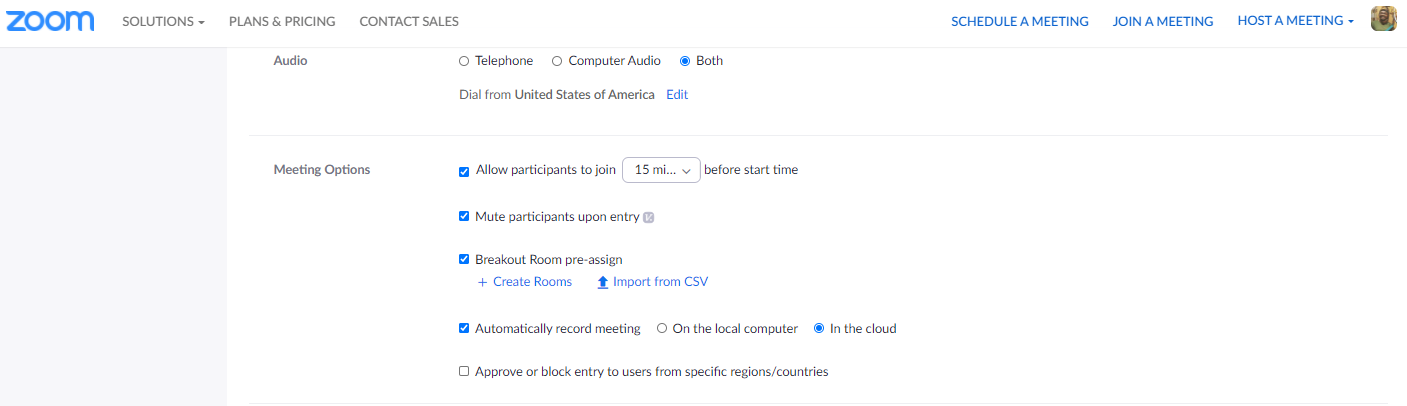 zoom SOLUTIONS PLANS & PRICING CONTACT SALES SCHEDULE A MEETING JOIN A MEETING HOST A MEETING
Audio Telephone Computer Audio Both
Dial from United States of America Edit
Meeting Options Allow participants to join 15 mi... before start time
Mute participants upon entry
Breakout Room pre-assign
+ Create Rooms Import from CSV
Automatically record meeting On the local computer In the cloud
Approve or block entry to users from specific regions/countries